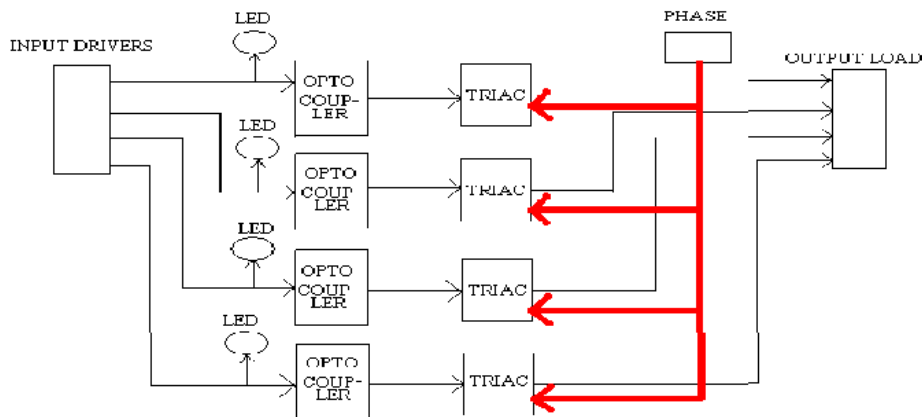 LED
PHASE
INPUT DRIVERS
OUTPUT LOAD
OPTO
COUP-
LER
TRIAC
LED
OPTO
COUP
LER
TRIAC
LED
OPTO
COUP
LER
TRIAC
LED
OPTO
COUP-
LER
TRIAC